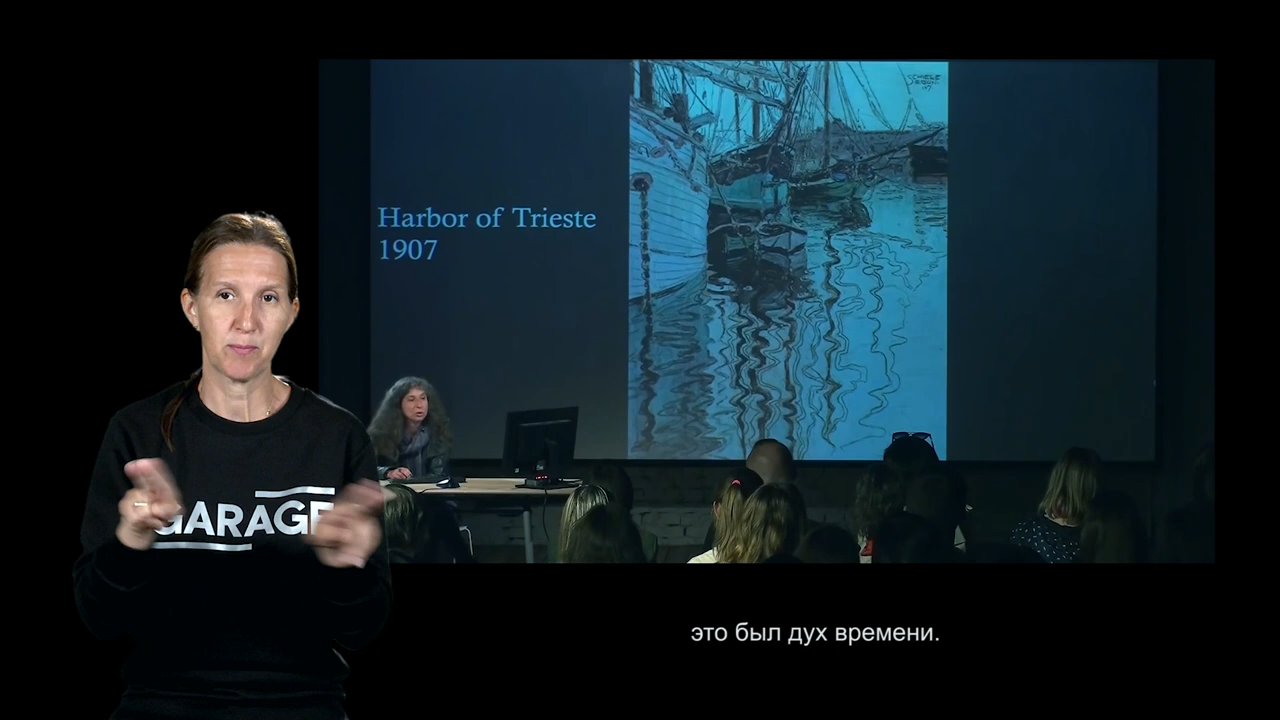 Harbor of Trieste
1907
SCHIELE
GARAGE
это был дух времени.